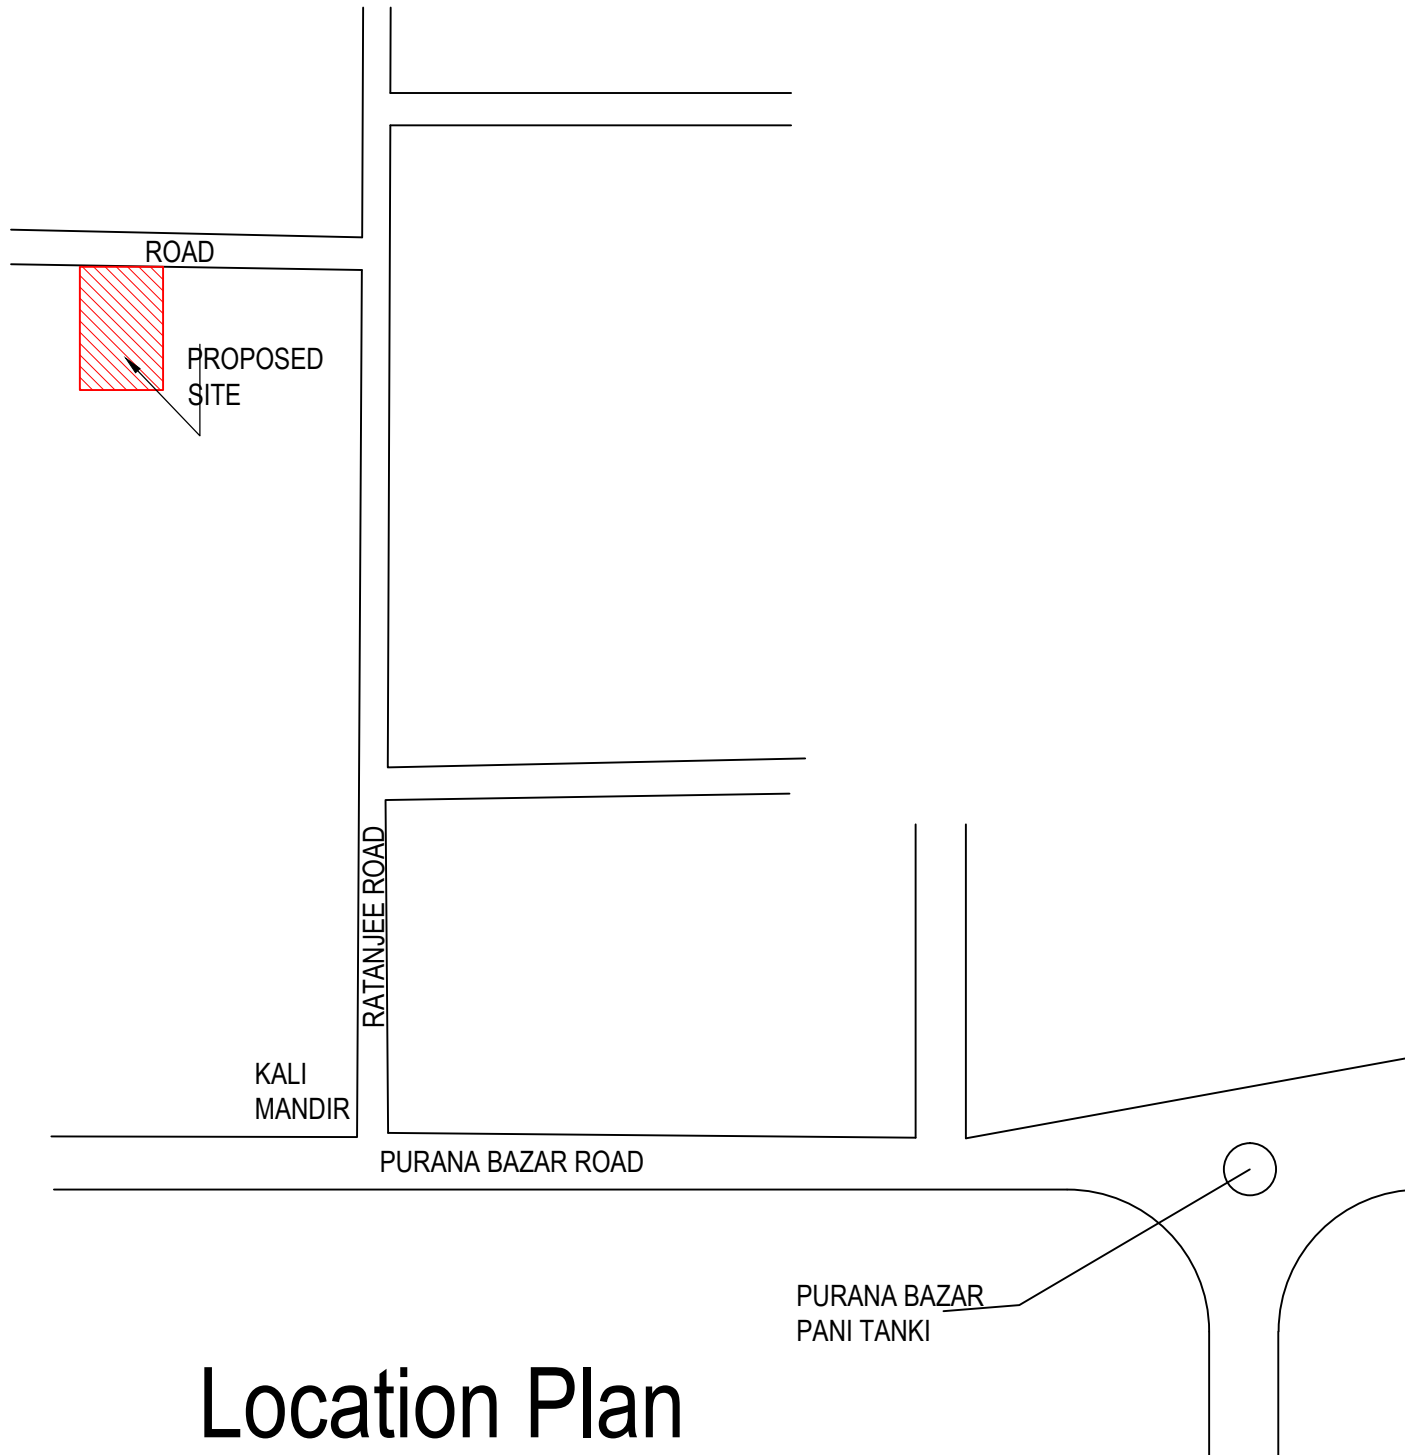 ROAD
PROPOSED
SITE
RATANJEE ROAD
KALI
MANDIR
PURANA BAZAR ROAD
PURANA BAZAR
PANI TANKI
Location Plan